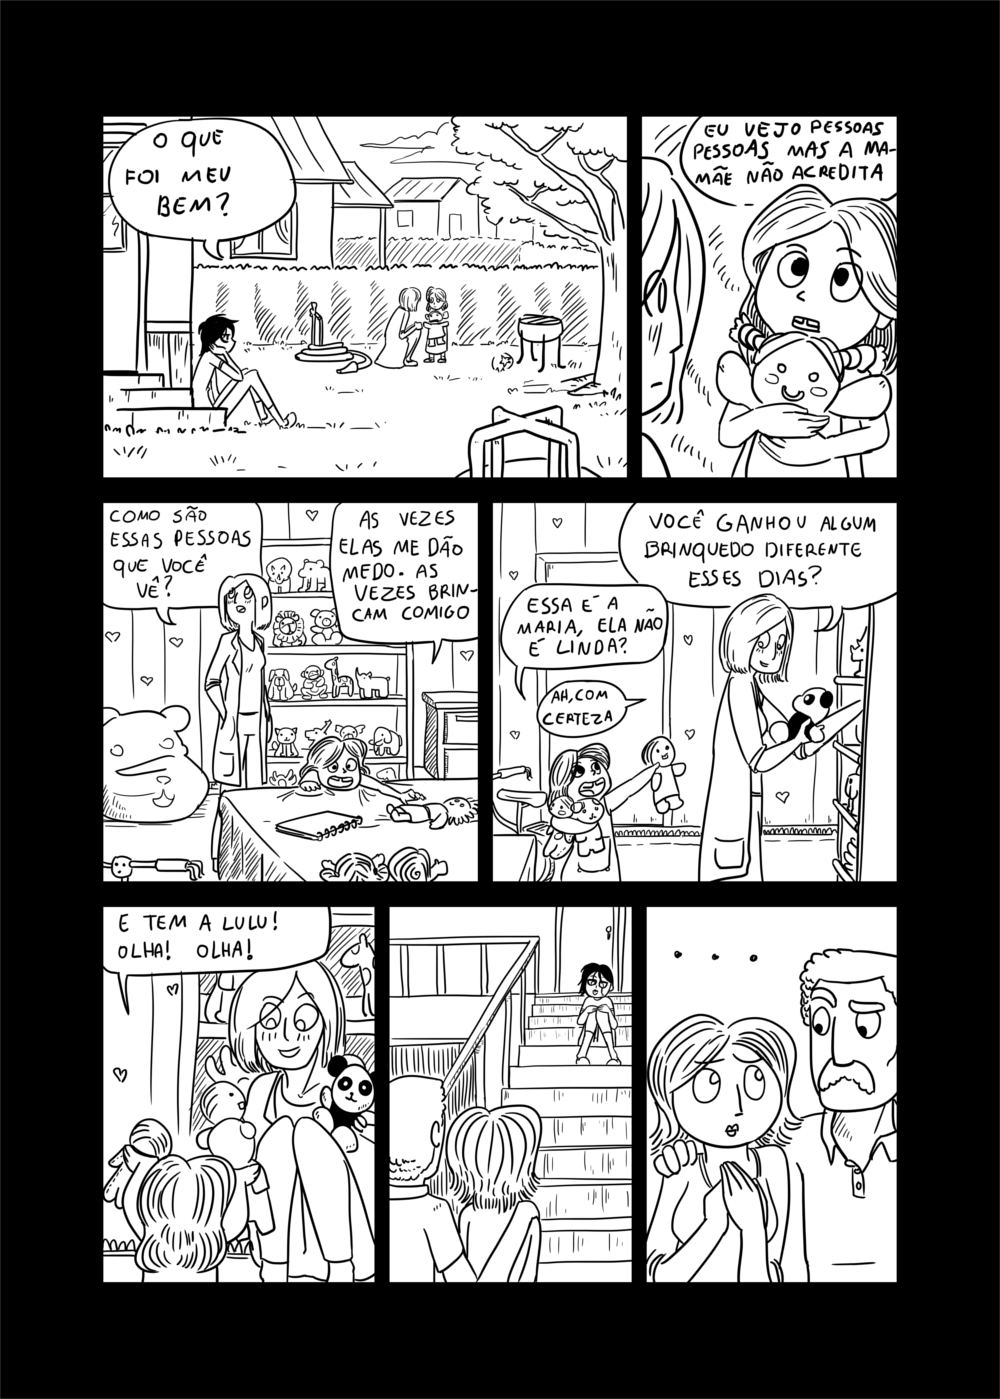 O QUE
FOI MEU
BEM?
EU VEJO PESSOAS
PESSOAS MAS A MA-
MÃE NÃO ACREDITA
COMO SÃO
ESSAS PESSOAS
QUE VOCÊ
VÊ?
AS VEZES
ELAS ME DÃO
MEDO. AS
VEZES BRIN-
CAM COMIGO
VOCÊ GANHOU ALGUM
BRINQUEDO DIFERENTE
ESSES DIAS?
ESSA É A
MARIA, ELA NÃO
É LINDA?
AH, COM
CERTEZA
E TEM A LULU!
OLHA! OLHA!
...